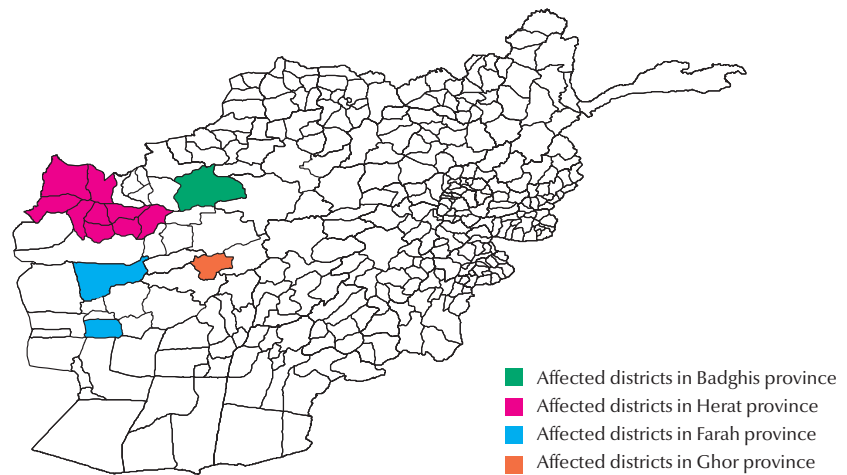 Affected districts in Badghis province
Affected districts in Herat province
Affected districts in Farah province
Affected districts in Ghor province